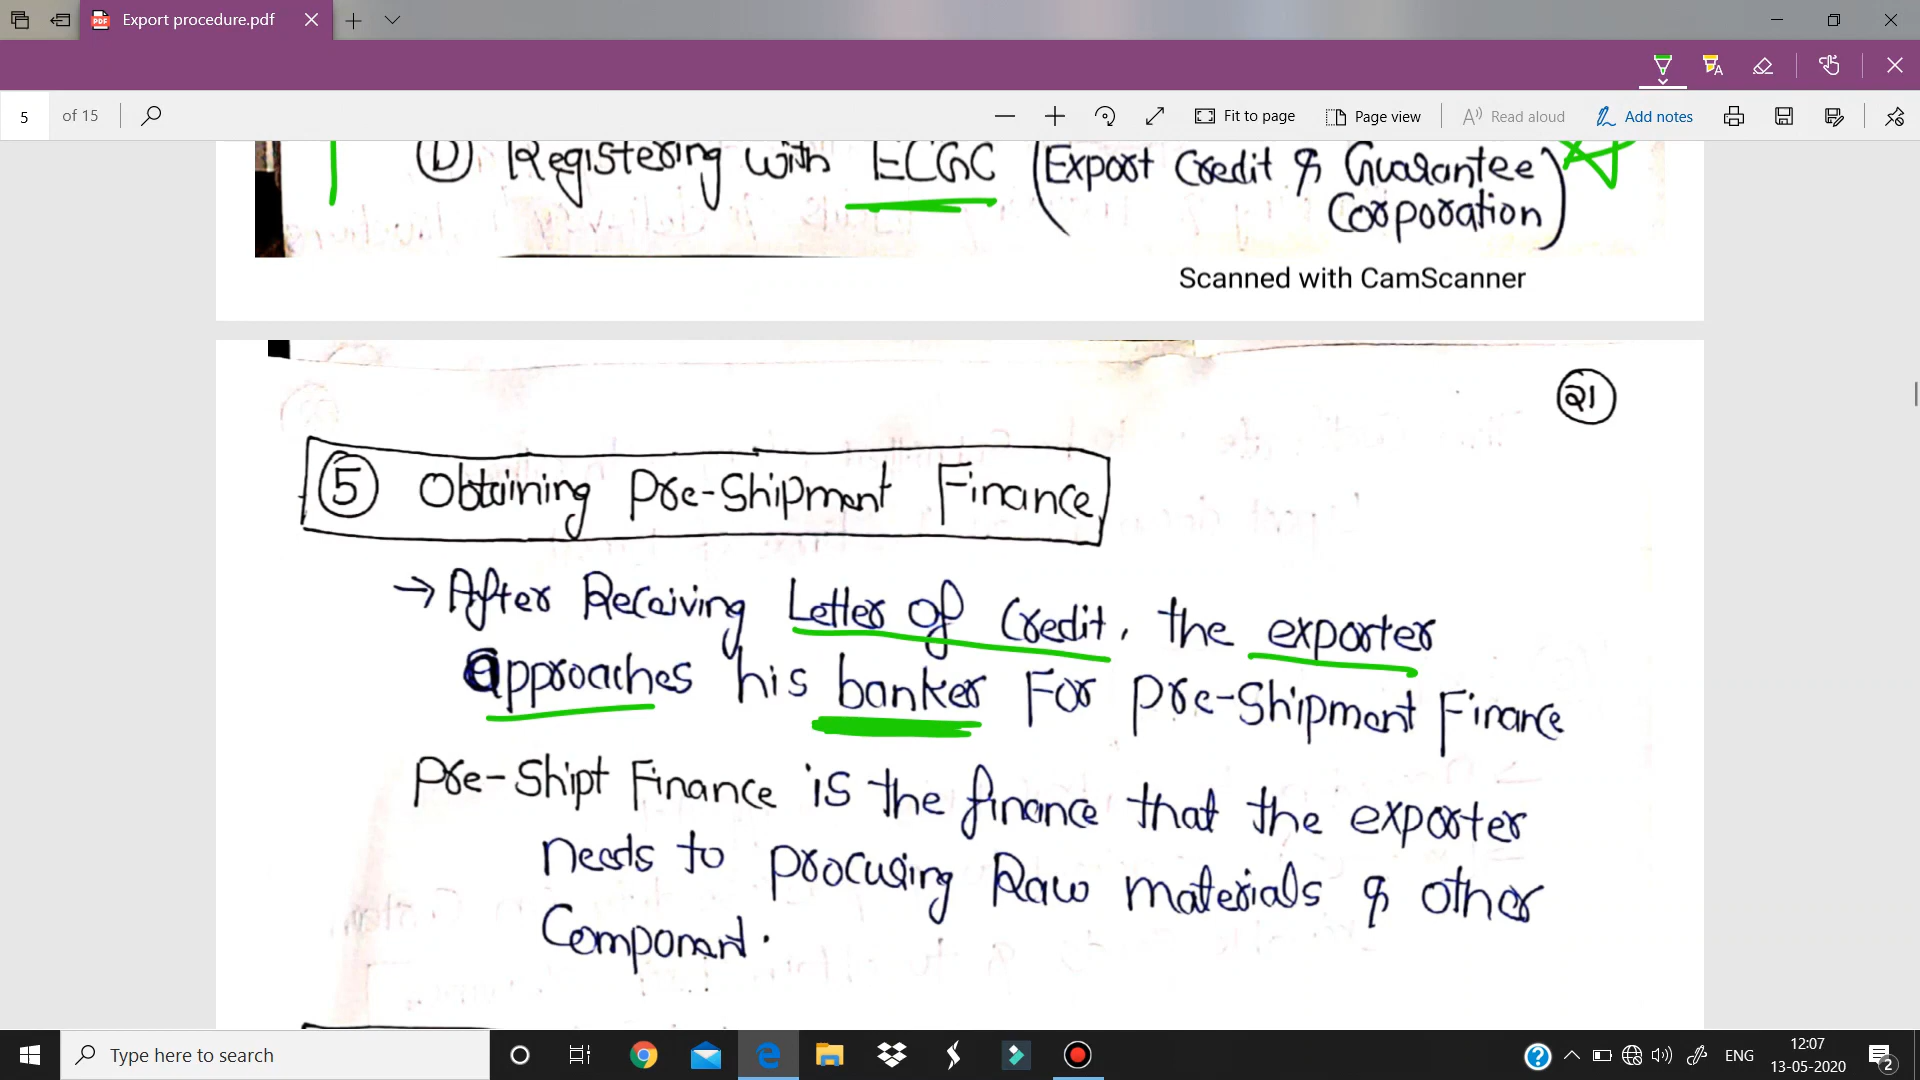 Export procedure.pdf
5 of 15
Fit to page
Page view
Read aloud
Add notes
D Registering with ECGC (Export Credit & Guarantee
Corporation)
Scanned with CamScanner
21
5 Obtaining Pre-Shipment Finance
→ After Receiving Letter of Credit, the exporter
approaches his banker For pre-Shipment Finance
Pre-Shipt Finance is the finance that the exporter
needs to procuring Raw materials & other
Component.
Type here to search
ENG
12:07
13-05-2020
2